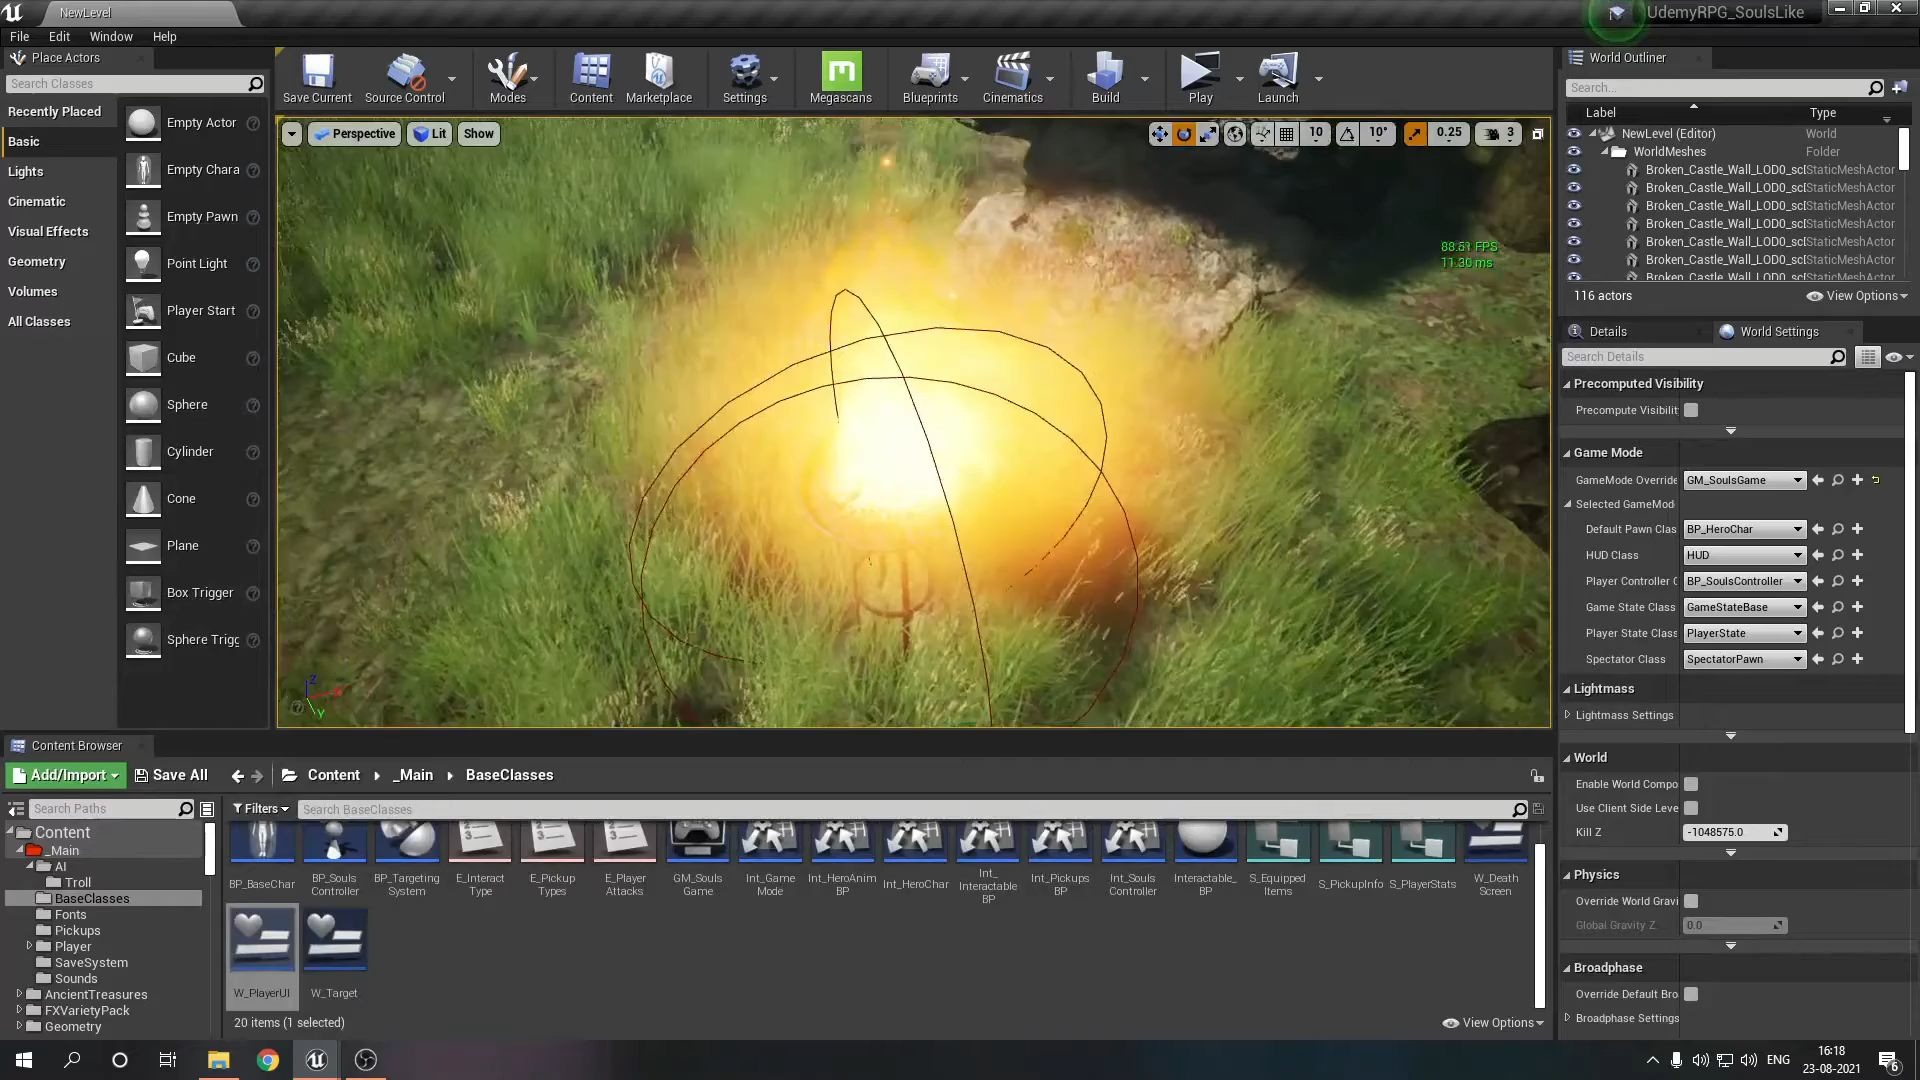 NewLevel
UdemyRPG_SoulsLike
File Edit Window Help
Place Actors
Search Classes
Recently Placed
Basic
Lights
Cinematic
Visual Effects
Geometry
Volumes
All Classes
Empty Actor
Empty Chara
Empty Pawn
Point Light
Player Start
Cube
Sphere
Cylinder
Cone
Plane
Box Trigger
Sphere Trigg
Save Current
Source Control
Modes
Content
Marketplace
Settings
Megascans
Blueprints
Cinematics
Build
Play
Launch
Perspective
Lit
Show
10
10°
0.25
3
88.51 FPS
11.30 ms
Z
Y
World Outliner
Search...
Label Type
NewLevel (Editor) World
WorldMeshes Folder
Broken_Castle_Wall_LOD0_scl StaticMeshActor
Broken_Castle_Wall_LOD0_scl StaticMeshActor
Broken_Castle_Wall_LOD0_scl StaticMeshActor
Broken_Castle_Wall_LOD0_scl StaticMeshActor
Broken_Castle_Wall_LOD0_scl StaticMeshActor
Broken_Castle_Wall_LOD0_scl StaticMeshActor
Broken_Castle_Wall_LOD0_scl StaticMeshActor
116 actors
View Options
Details
World Settings
Search Details
Precomputed Visibility
Precompute Visibilit
Game Mode
GameMode Override GM_SoulsGame
Selected GameMod
Default Pawn Clas BP_HeroChar
HUD Class HUD
Player Controller C BP_SoulsController
Game State Class GameStateBase
Player State Class PlayerState
Spectator Class SpectatorPawn
Lightmass
Lightmass Settings
World
Enable World Compo
Use Client Side Leve
Kill Z -1048575.0
Physics
Override World Gravi
Global Gravity Z 0.0
Broadphase
Override Default Bro
Broadphase Settings
Content Browser
Add/Import
Save All
Content
_Main
BaseClasses
Search Paths
Filters
Search BaseClasses
Content
_Main
AI
Troll
BaseClasses
Fonts
Pickups
Player
SaveSystem
Sounds
AncientTreasures
FXVarietyPack
Geometry
BP_BaseChar
BP_Souls
Controller
BP_Targeting
System
E_Interact
Type
E_Pickup
Types
E_Player
Attacks
GM_Souls
Game
Int_Game
Mode
Int_HeroAnim
BP
Int_HeroChar
Int_
Interactable
BP
Int_Pickups
BP
Int_Souls
Controller
Interactable_
BP
S_Equipped
Items
S_PickupInfo
S_PlayerStats
W_Death
Screen
W_PlayerUI
W_Target
20 items (1 selected)
View Options
ENG
16:18
23-08-2021
6